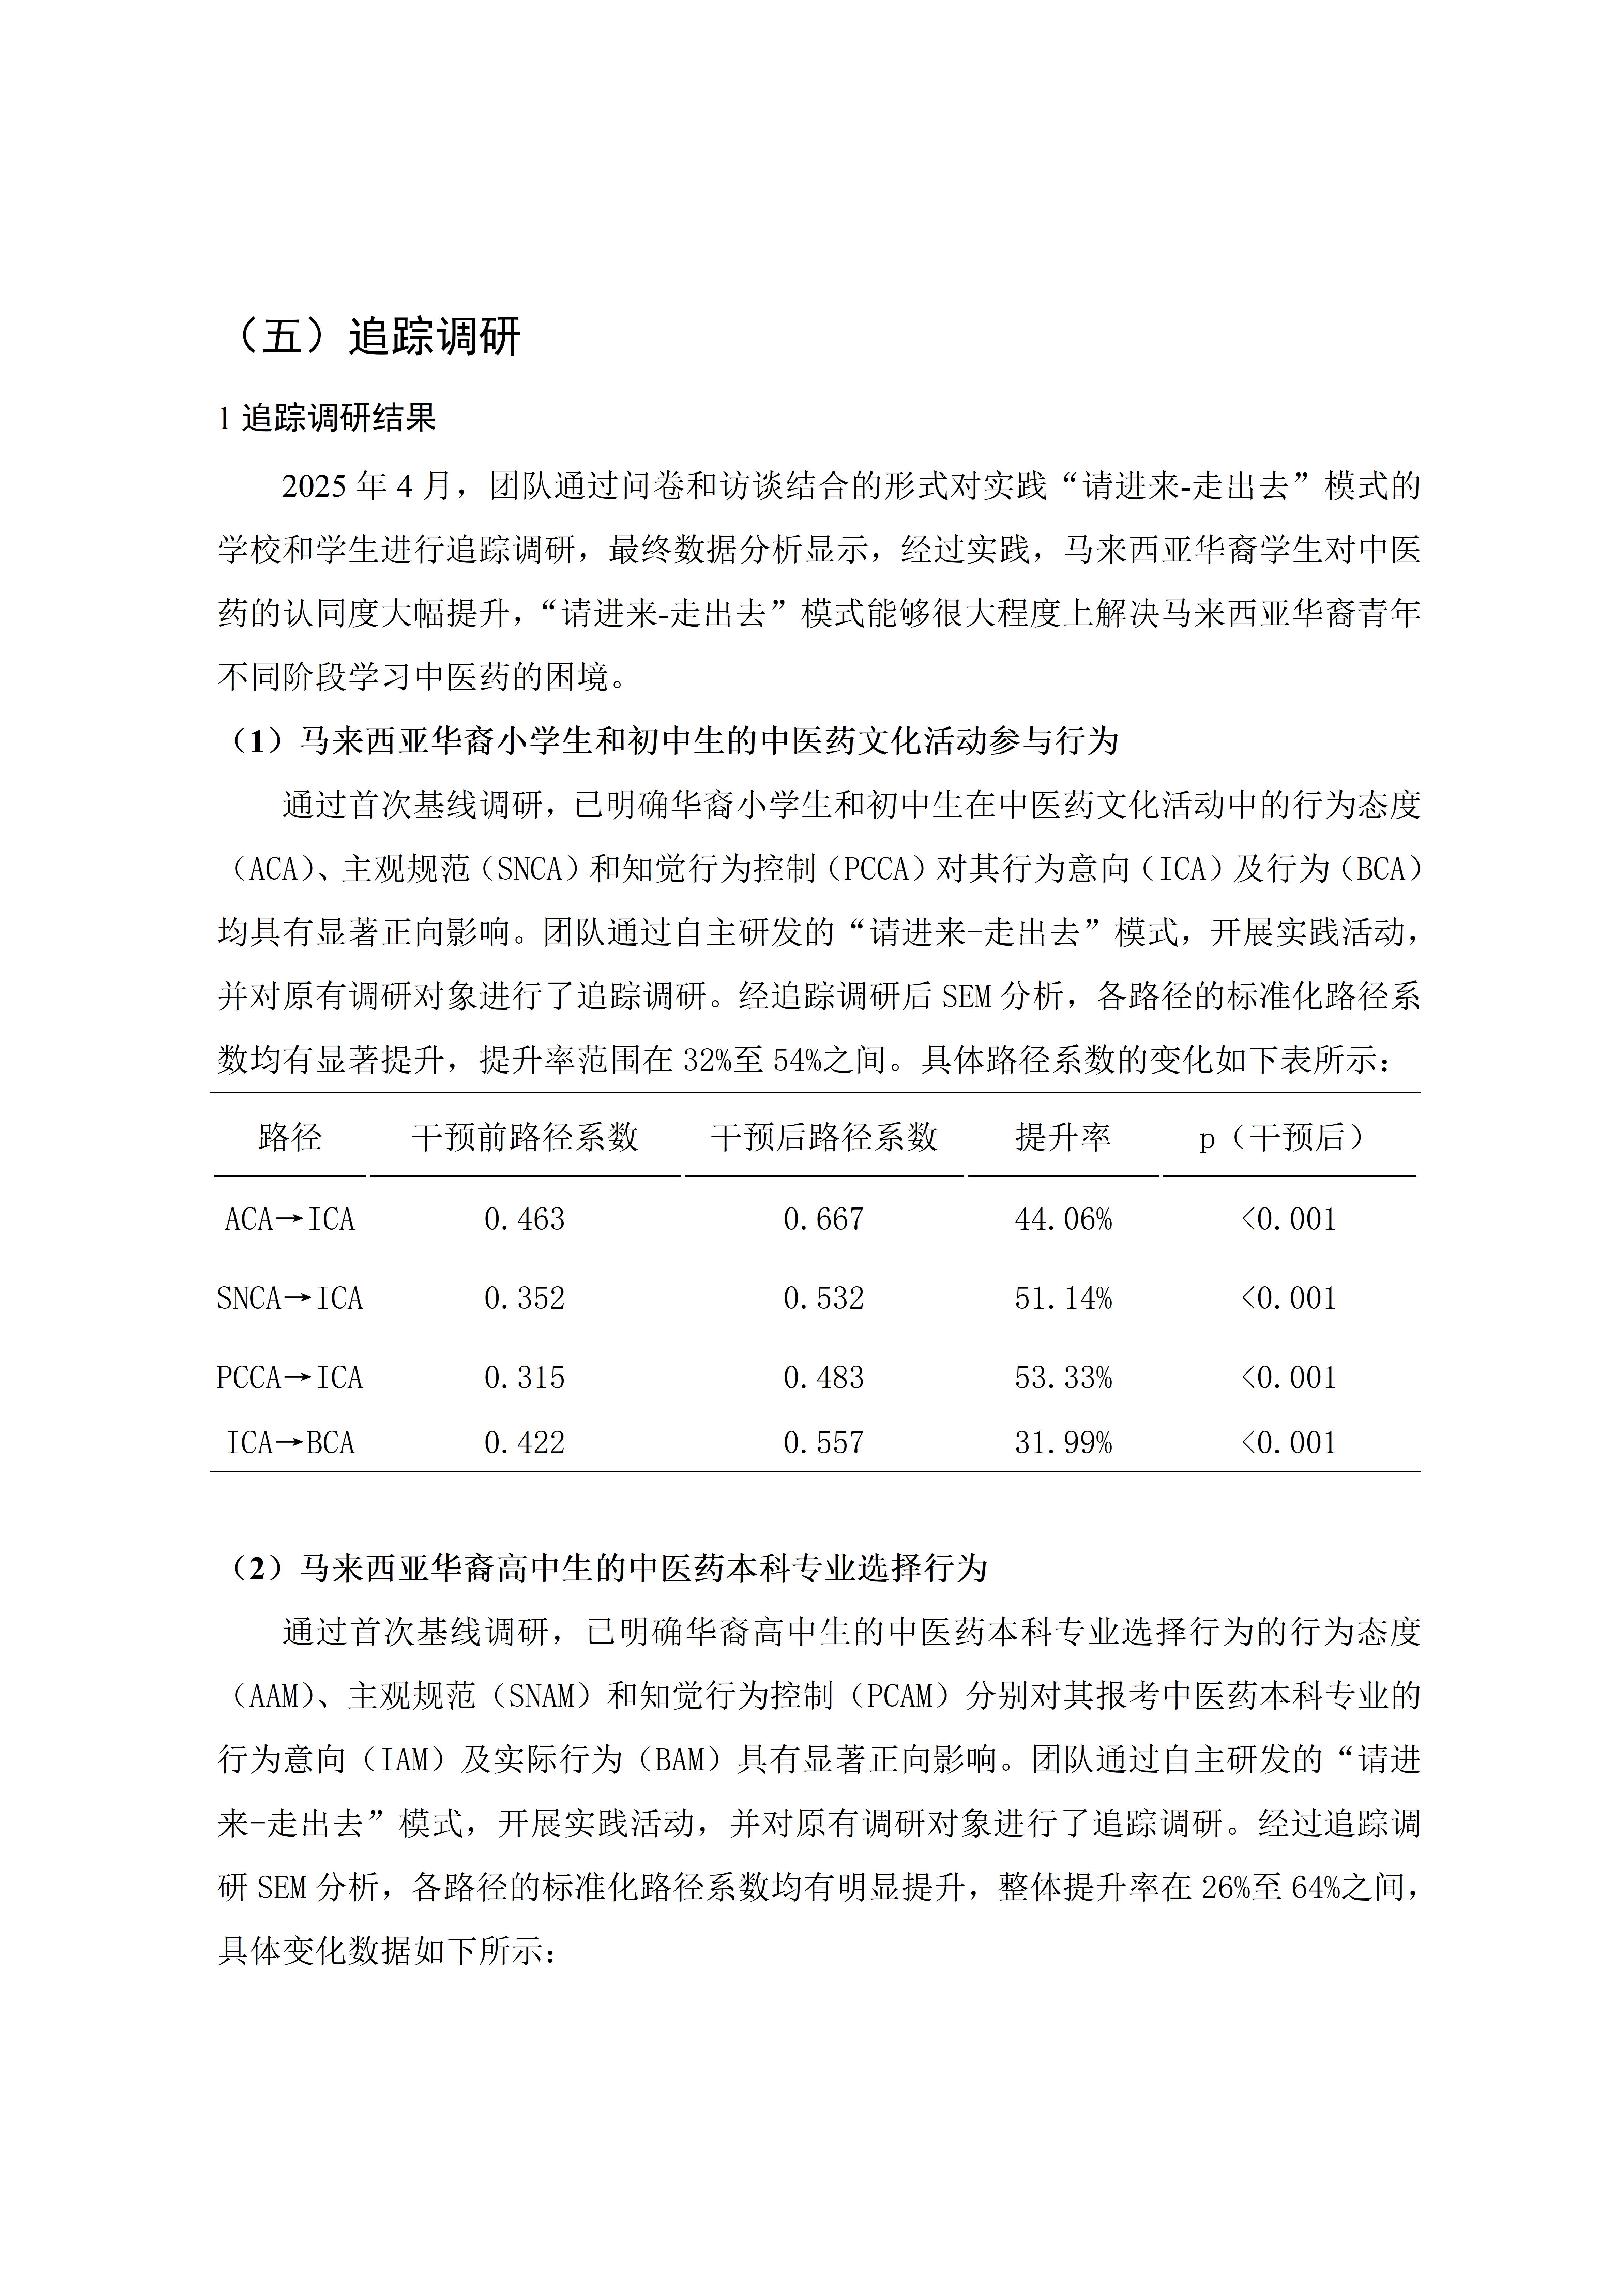 （五）追踪调研
1 追踪调研结果
2025 年 4 月，团队通过问卷和访谈结合的形式对实践“请进来-走出去”模式的
学校和学生进行追踪调研，最终数据分析显示，经过实践，马来西亚华裔学生对中医
药的认同度大幅提升，“请进来-走出去”模式能够很大程度上解决马来西亚华裔青年
不同阶段学习中医药的困境。
（1）马来西亚华裔小学生和初中生的中医药文化活动参与行为
通过首次基线调研，已明确华裔小学生和初中生在中医药文化活动中的行为态度
（ACA）、主观规范（SNCA）和知觉行为控制（PCCA）对其行为意向（ICA）及行为（BCA）
均具有显著正向影响。团队通过自主研发的“请进来-走出去”模式，开展实践活动，
并对原有调研对象进行了追踪调研。经追踪调研后 SEM 分析，各路径的标准化路径系
数均有显著提升，提升率范围在 32%至 54%之间。具体路径系数的变化如下表所示：
路径 干预前路径系数 干预后路径系数 提升率 p（干预后）
ACA→ICA 0.463 0.667 44.06% <0.001
SNCA→ICA 0.352 0.532 51.14% <0.001
PCCA→ICA 0.315 0.483 53.33% <0.001
ICA→BCA 0.422 0.557 31.99% <0.001
（2）马来西亚华裔高中生的中医药本科专业选择行为
通过首次基线调研，已明确华裔高中生的中医药本科专业选择行为的行为态度
（AAM）、主观规范（SNAM）和知觉行为控制（PCAM）分别对其报考中医药本科专业的
行为意向（IAM）及实际行为（BAM）具有显著正向影响。团队通过自主研发的“请进
来-走出去”模式，开展实践活动，并对原有调研对象进行了追踪调研。经过追踪调
研 SEM 分析，各路径的标准化路径系数均有明显提升，整体提升率在 26%至 64%之间，
具体变化数据如下所示：